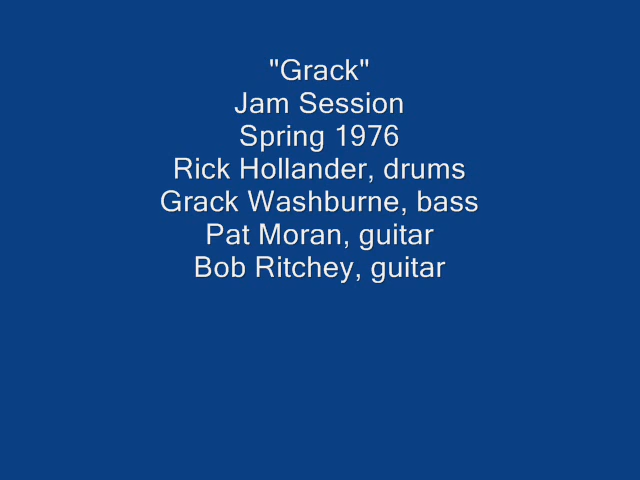 "Grack"
Jam Session
Spring 1976
Rick Hollander, drums
Grack Washburne, bass
Pat Moran, guitar
Bob Ritchey, guitar